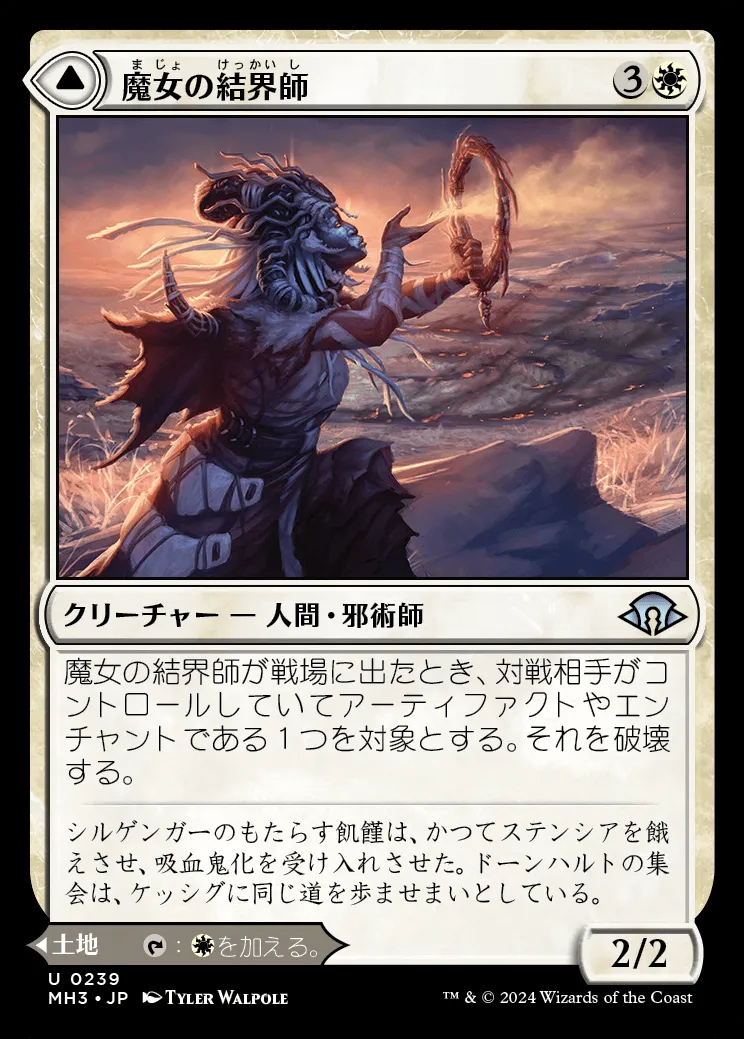 まじょ けっかいし
魔女の結界師
3
クリーチャー — 人間・邪術師
魔女の結界師が戦場に出たとき、対戦相手がコ
ントロールしていてアーティファクトやエン
チャントである１つを対象とする。それを破壊
する。
シルゲンガーのもたらす飢饉は、かつてステンシアを餓
えさせ、吸血鬼化を受け入れさせた。ドーンハルトの集
会は、ケッシグに同じ道を歩ませまいとしている。
土地 : を加える。
2/2
U 0239
MH3 • JP Tyler Walpole
™ & © 2024 Wizards of the Coast